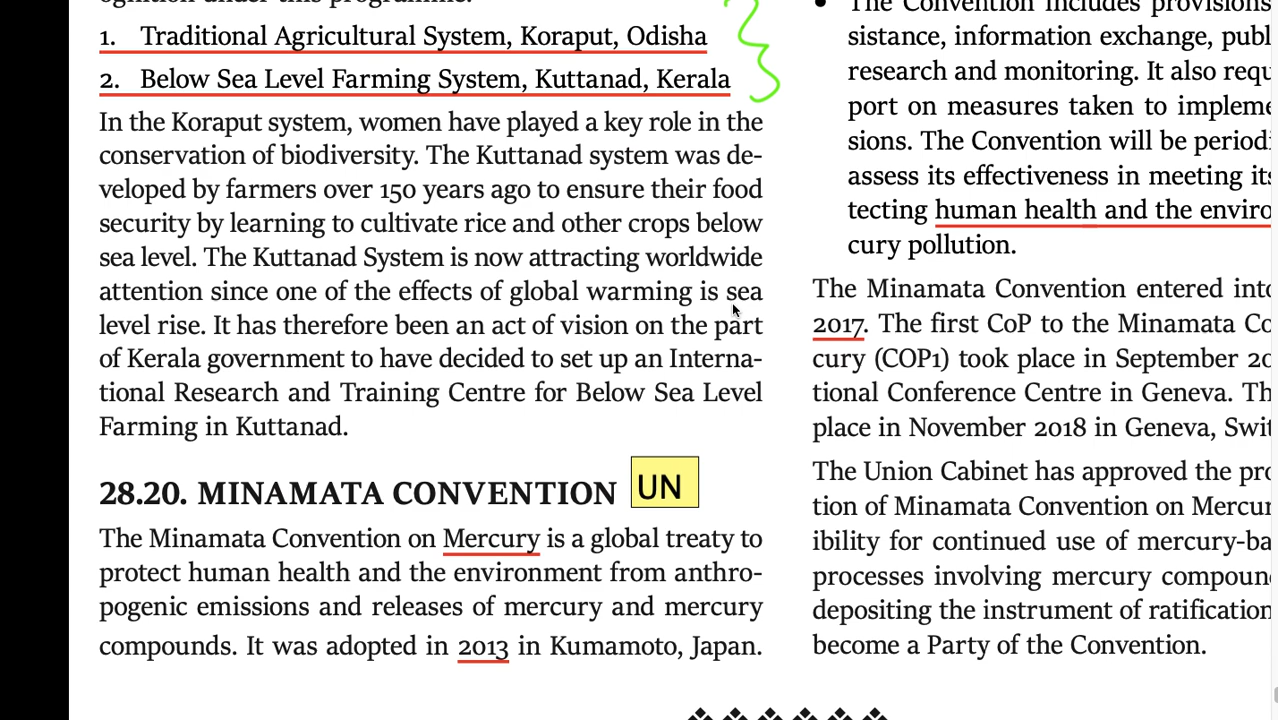 ognition under this programme.
1. Traditional Agricultural System, Koraput, Odisha
2. Below Sea Level Farming System, Kuttanad, Kerala
In the Koraput system, women have played a key role in the
conservation of biodiversity. The Kuttanad system was de-
veloped by farmers over 150 years ago to ensure their food
security by learning to cultivate rice and other crops below
sea level. The Kuttanad System is now attracting worldwide
attention since one of the effects of global warming is sea
level rise. It has therefore been an act of vision on the part
of Kerala government to have decided to set up an Interna-
tional Research and Training Centre for Below Sea Level
Farming in Kuttanad.
28.20. MINAMATA CONVENTION UN
The Minamata Convention on Mercury is a global treaty to
protect human health and the environment from anthro-
pogenic emissions and releases of mercury and mercury
compounds. It was adopted in 2013 in Kumamoto, Japan.
• The Convention includes provisions
sistance, information exchange, publ
research and monitoring. It also requ
port on measures taken to impleme
sions. The Convention will be periodi
assess its effectiveness in meeting its
tecting human health and the enviro
cury pollution.
The Minamata Convention entered into
2017. The first CoP to the Minamata Co
cury (COP1) took place in September 20
tional Conference Centre in Geneva. Th
place in November 2018 in Geneva, Swit
The Union Cabinet has approved the pro
tion of Minamata Convention on Mercur
ibility for continued use of mercury-ba
processes involving mercury compoun
depositing the instrument of ratification
become a Party of the Convention.